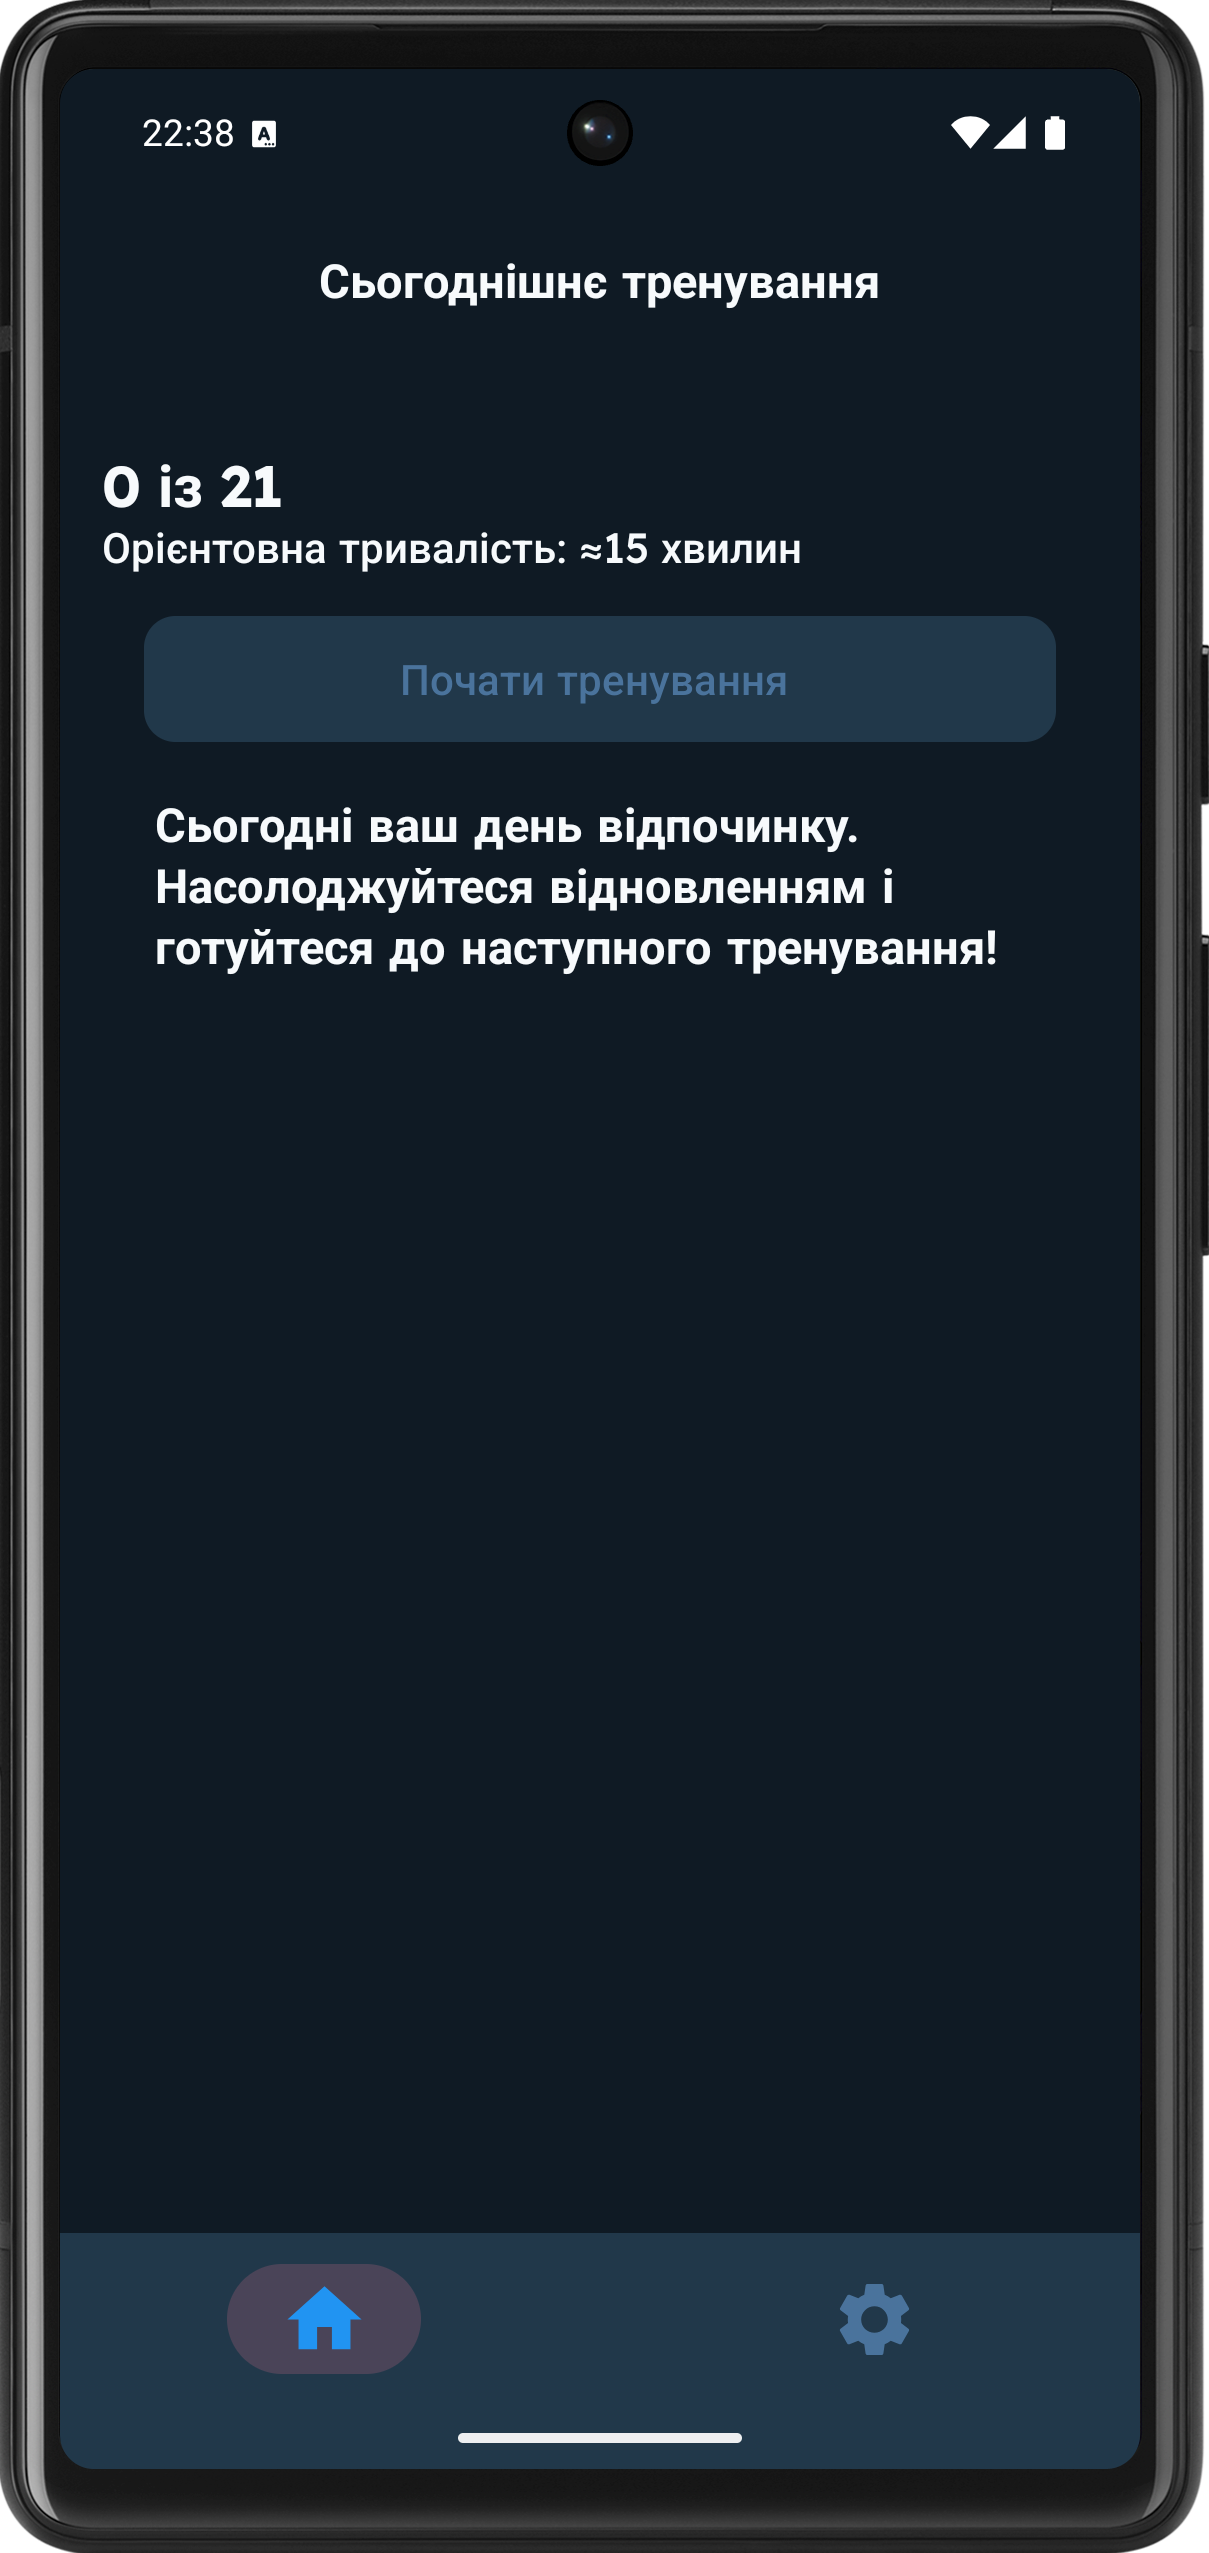 22:38
Сьогоднішнє тренування
0 із 21
Орієнтовна тривалість: ≈15 хвилин
Почати тренування
Сьогодні ваш день відпочинку.
Насолоджуйтеся відновленням і
готуйтеся до наступного тренування!